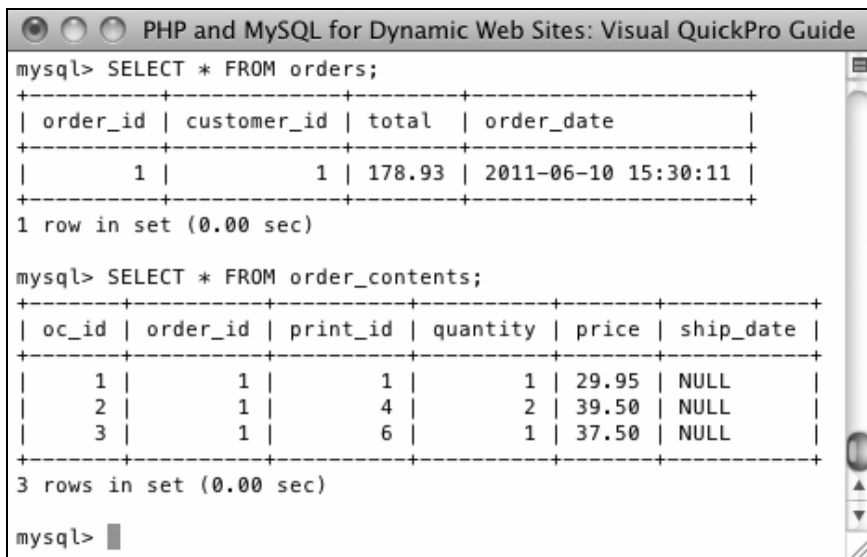 PHP and MySQL for Dynamic Web Sites: Visual QuickPro Guide
mysql> SELECT * FROM orders;
+----------+-------------+--------+---------------------+
| order_id | customer_id | total  | order_date          |
+----------+-------------+--------+---------------------+
|        1 |           1 | 178.93 | 2011-06-10 15:30:11 |
+----------+-------------+--------+---------------------+
1 row in set (0.00 sec)
mysql> SELECT * FROM order_contents;
+-------+----------+----------+----------+-------+-----------+
| oc_id | order_id | print_id | quantity | price | ship_date |
+-------+----------+----------+----------+-------+-----------+
|     1 |        1 |        1 |        1 | 29.95 | NULL      |
|     2 |        1 |        4 |        2 | 39.50 | NULL      |
|     3 |        1 |        6 |        1 | 37.50 | NULL      |
+-------+----------+----------+----------+-------+-----------+
3 rows in set (0.00 sec)
mysql>